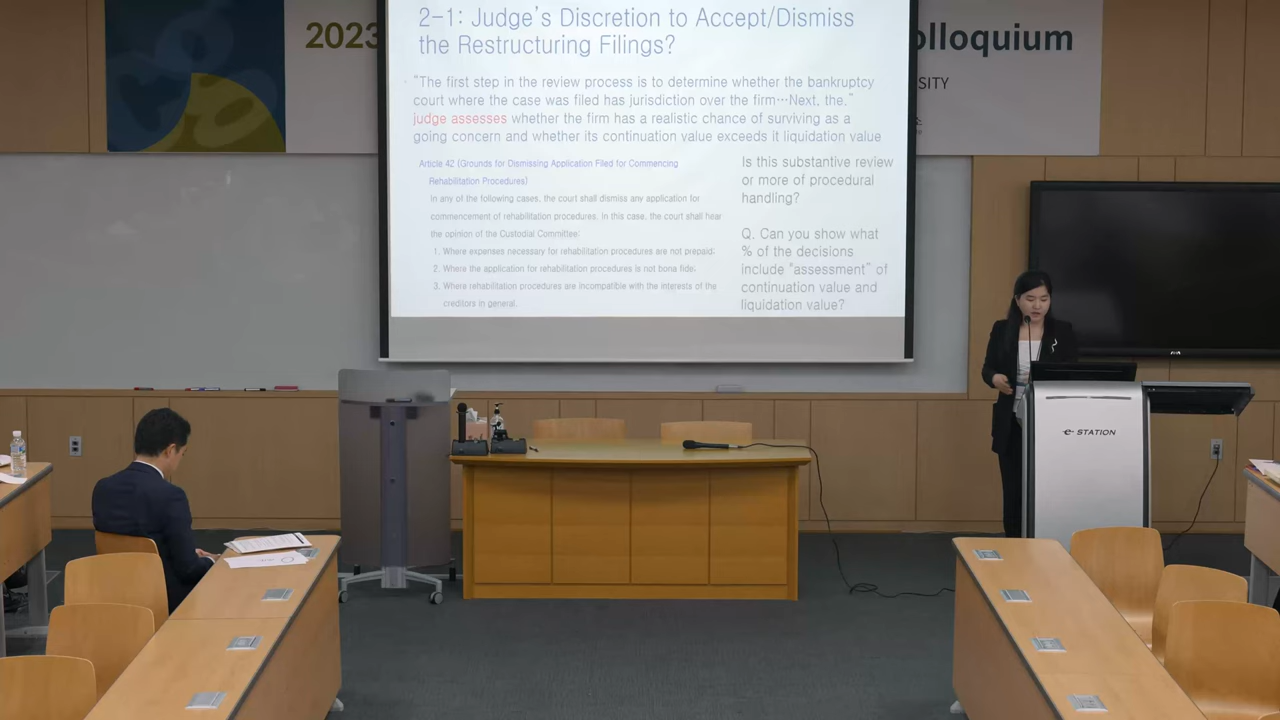 2023
olloquium
SITY
2-1: Judge's Discretion to Accept/Dismiss
the Restructuring Filings?
"The first step in the review process is to determine whether the bankruptcy
court where the case was filed has jurisdiction over the firm…Next, the."
judge assesses whether the firm has a realistic chance of surviving as a
going concern and whether its continuation value exceeds it liquidation value
Article 42 (Grounds for Dismissing Application Filed for Commencing
Rehabilitation Procedures)
In any of the following cases, the court shall dismiss any application for
commencement of rehabilitation procedures. In this case, the court shall hear
the opinion of the Custodial Committee:
1. Where expenses necessary for rehabilitation procedures are not prepaid;
2. Where the application for rehabilitation procedures is not bona fide;
3. Where rehabilitation procedures are incompatible with the interests of the
creditors in general.
Is this substantive review
or more of procedural
handling?
Q. Can you show what
% of the decisions
include "assessment" of
continuation value and
liquidation value?
e-STATION